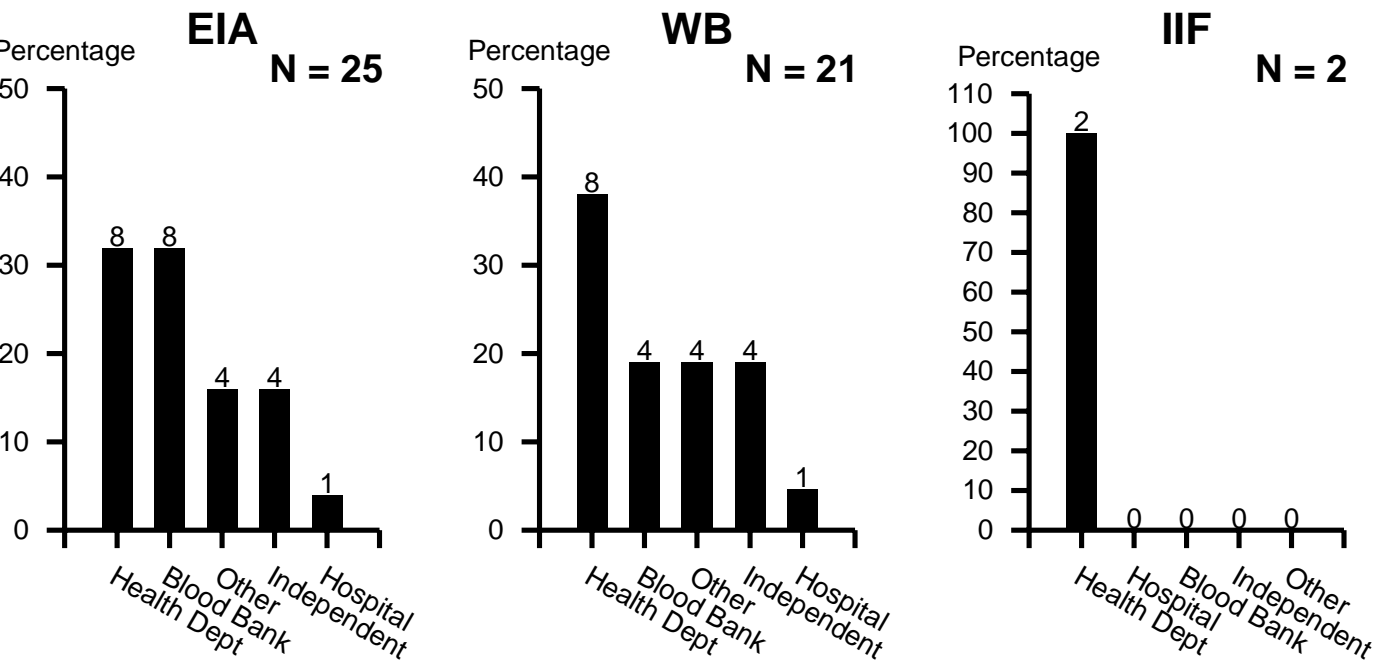 EIA
Percentage
N = 25
50
40
30
20
10
0
8
8
4
4
1
Health Dept
Blood Bank
Other
Independent
Hospital
WB
Percentage
N = 21
50
40
30
20
10
0
8
4
4
4
1
Health Dept
Blood Bank
Other
Independent
Hospital
IIF
Percentage
N = 2
110
100
90
80
70
60
50
40
30
20
10
0
2
0
0
0
0
Health Dept
Hospital
Blood Bank
Independent
Other